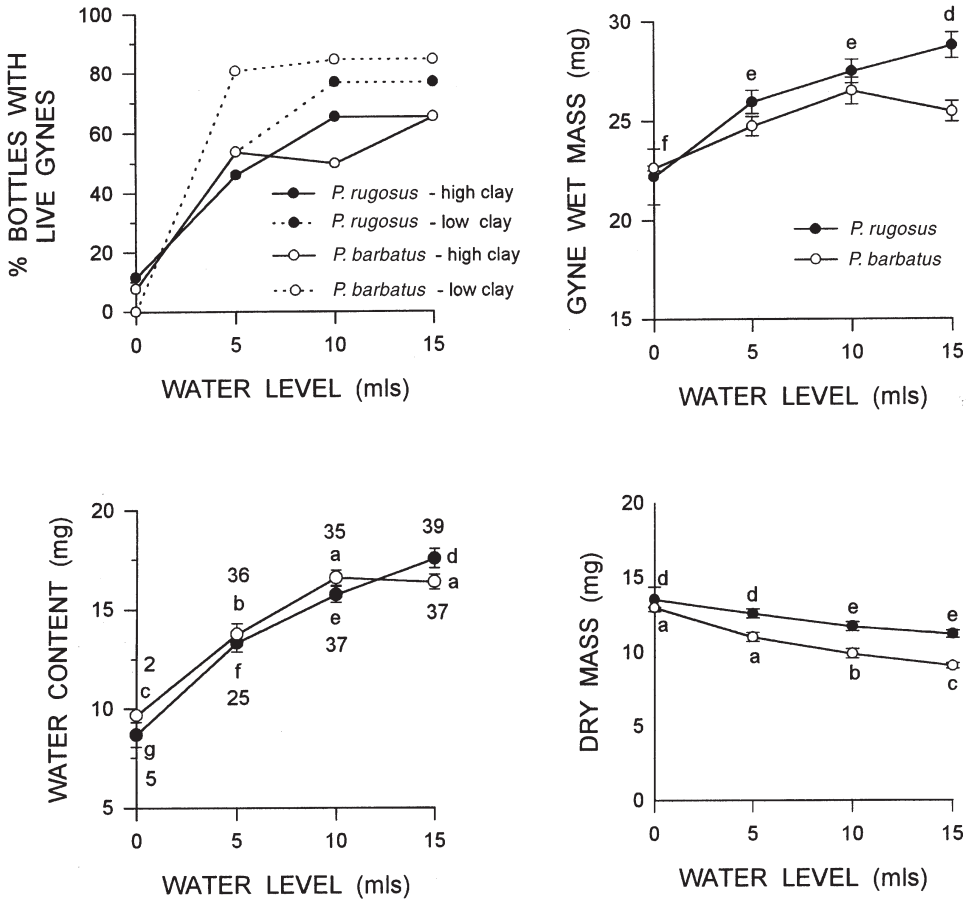 % BOTTLES WITH
LIVE GYNES
100
80
60
40
20
0
P. rugosus - high clay
P. rugosus - low clay
P. barbatus - high clay
P. barbatus - low clay
0 5 10 15
WATER LEVEL (mls)
GYNE WET MASS (mg)
30
25
20
15
d
e
e
f
P. rugosus
P. barbatus
0 5 10 15
WATER LEVEL (mls)
WATER CONTENT (mg)
20
15
10
5
35
39
a
d
36
a
b
37
e
37
2
c
f
25
g
5
0 5 10 15
WATER LEVEL (mls)
DRY MASS (mg)
20
15
10
5
0
d
d
e
e
a
a
b
c
0 5 10 15
WATER LEVEL (mls)